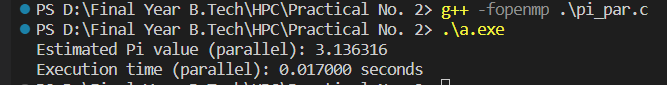 PS D:\Final Year B.Tech\HPC\Practical No. 2> g++ -fopenmp .\pi_par.c
PS D:\Final Year B.Tech\HPC\Practical No. 2> .\a.exe
Estimated Pi value (parallel): 3.136316
Execution time (parallel): 0.017000 seconds